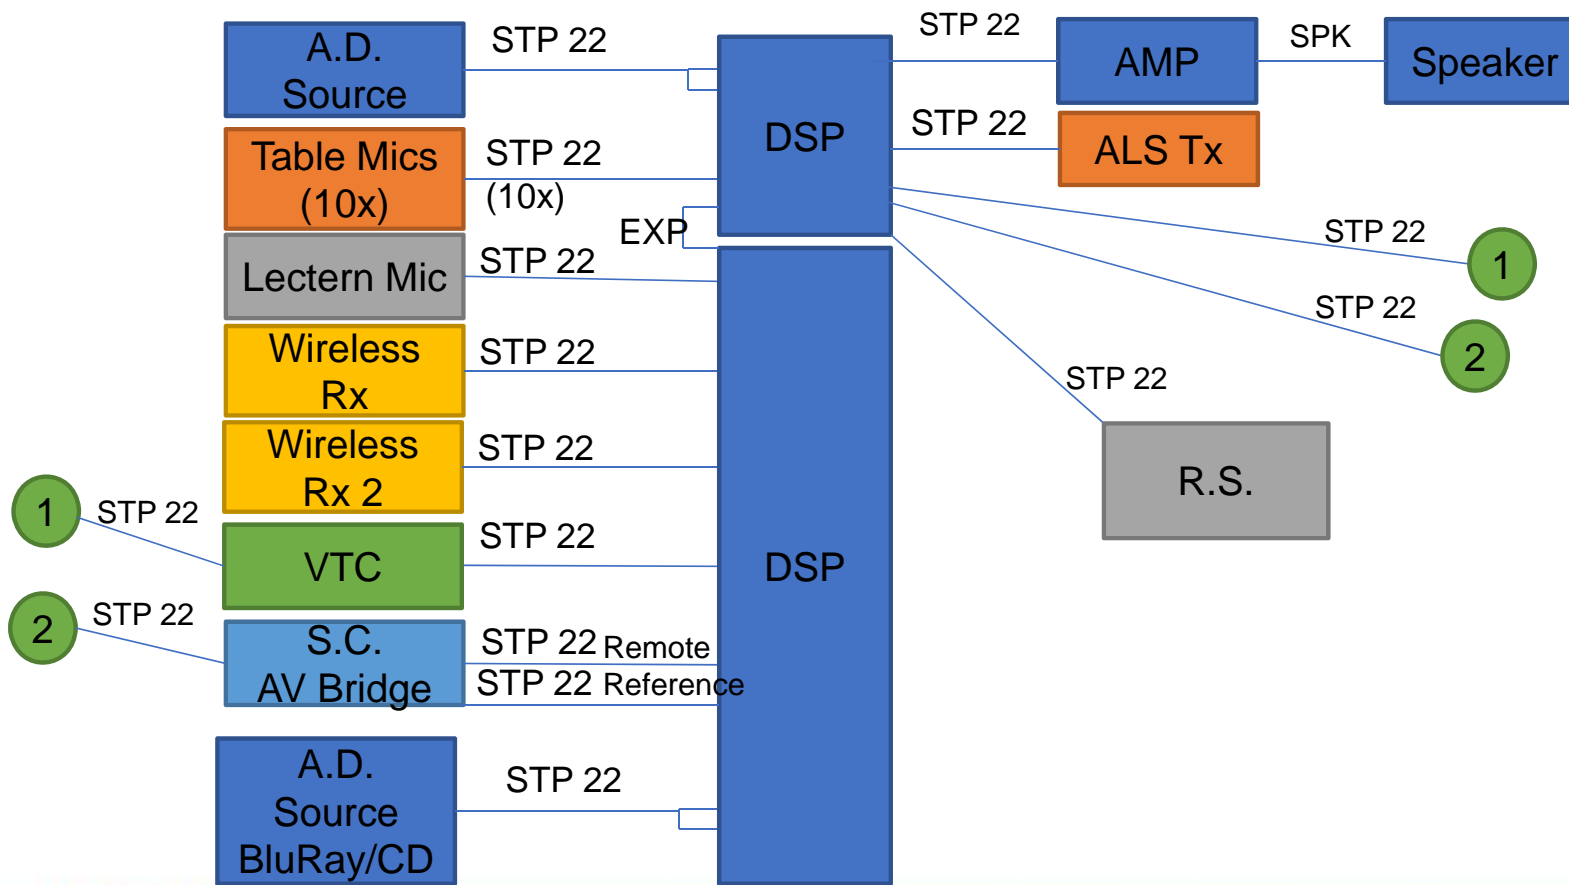 A.D.
Source
STP 22
Table Mics
(10x)
STP 22
(10x)
EXP
Lectern Mic
STP 22
Wireless
Rx
STP 22
Wireless
Rx 2
STP 22
1
STP 22
VTC
STP 22
2
STP 22
S.C.
AV Bridge
STP 22 Remote
STP 22 Reference
A.D.
Source
BluRay/CD
STP 22
DSP
DSP
STP 22
AMP
SPK
Speaker
STP 22
ALS Tx
STP 22
1
STP 22
2
STP 22
R.S.